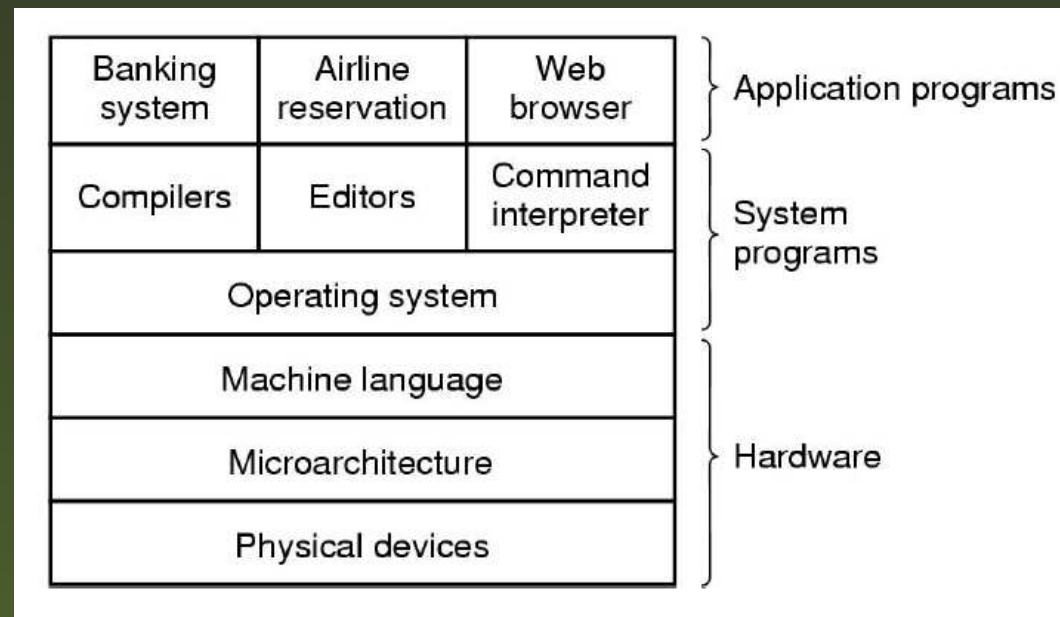 Banking
system
Airline
reservation
Web
browser
Application programs
Compilers
Editors
Command
interpreter
System
programs
Operating system
Machine language
Microarchitecture
Hardware
Physical devices